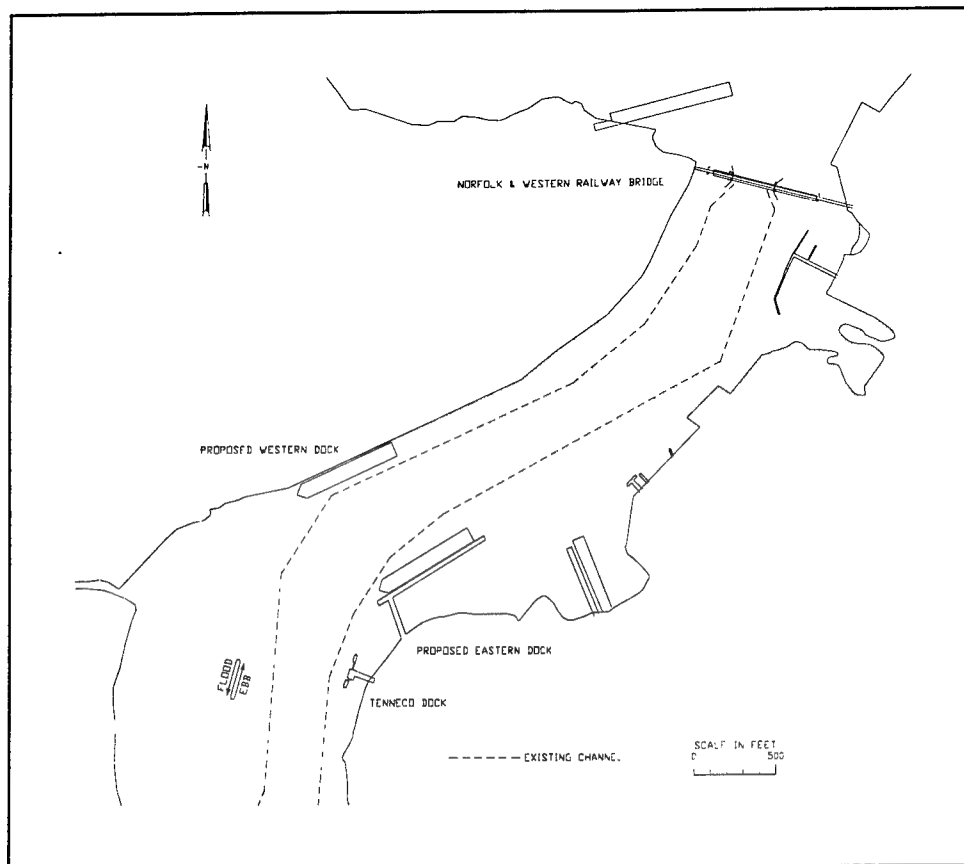 N
NORFOLK & WESTERN RAILWAY BRIDGE
PROPOSED WESTERN DOCK
PROPOSED EASTERN DOCK
FLOOD
EBB
TENNECO DOCK
EXISTING CHANNEL
SCALE IN FEET
0 500